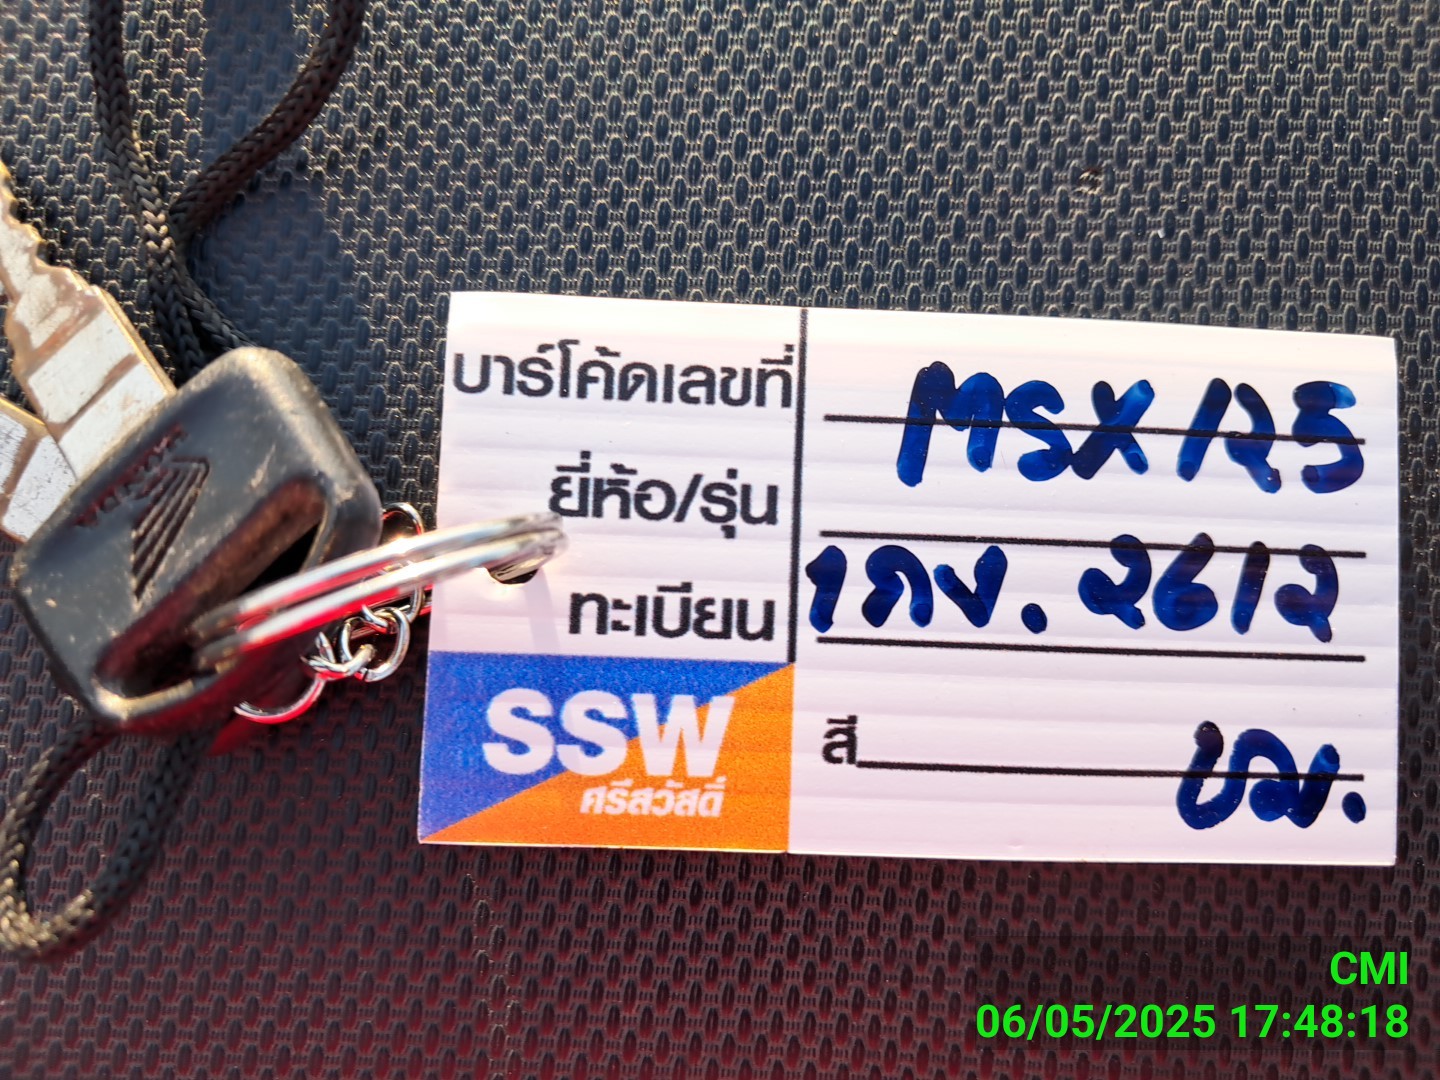 บาร์โค้ดเลขที่
MSX 125
ยี่ห้อ/รุ่น
1กง. 2612
ทะเบียน
SSW
ศรีสวัสดิ์
สี
ชม.
HONDA
CMI
06/05/2025 17:48:18